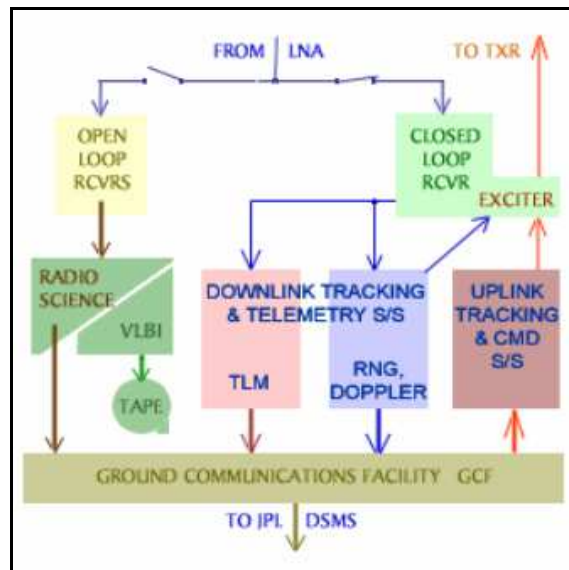 FROM LNA
TO TXR
OPEN
LOOP
RCVRS
CLOSED
LOOP
RCVR
EXCITER
RADIO
SCIENCE
VLBI
TAPE
DOWNLINK TRACKING
& TELEMETRY S/S
TLM
RNG,
DOPPLER
UPLINK
TRACKING
& CMD
S/S
GROUND COMMUNICATIONS FACILITY GCF
TO JPL DSMS